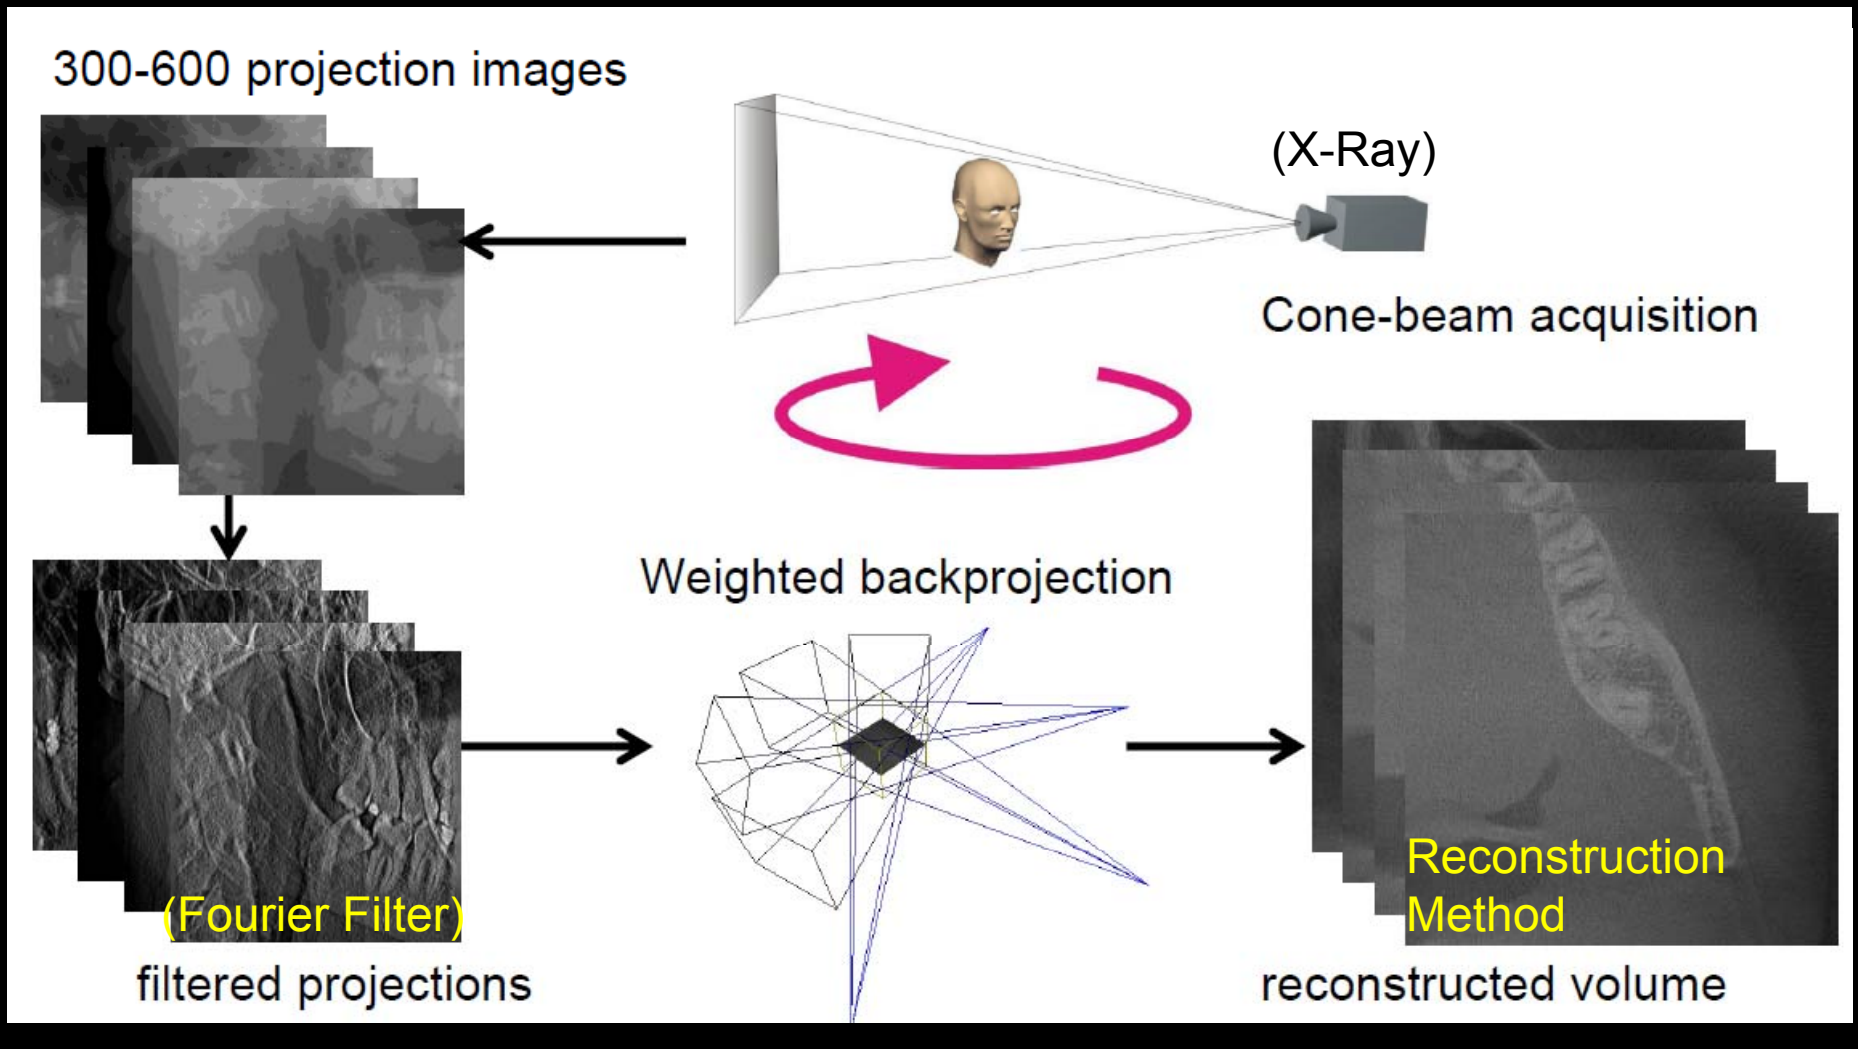 300-600 projection images
(X-Ray)
Cone-beam acquisition
Weighted backprojection
(Fourier Filter)
filtered projections
Reconstruction
Method
reconstructed volume